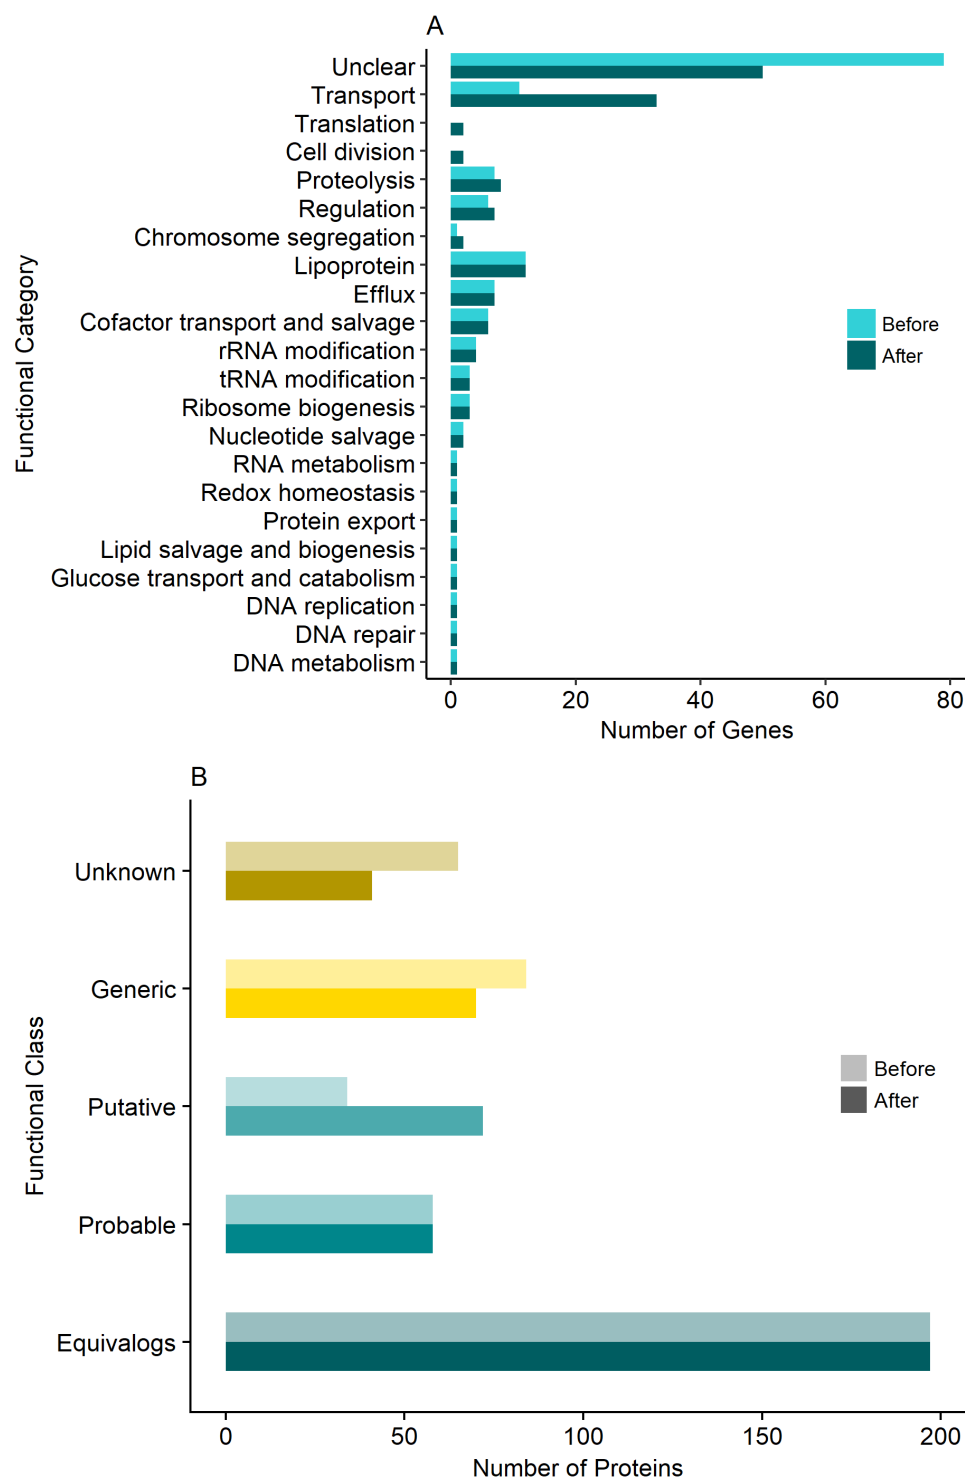 A
Functional Category
Unclear
Transport
Translation
Cell division
Proteolysis
Regulation
Chromosome segregation
Lipoprotein
Efflux
Cofactor transport and salvage
rRNA modification
tRNA modification
Ribosome biogenesis
Nucleotide salvage
RNA metabolism
Redox homeostasis
Protein export
Lipid salvage and biogenesis
Glucose transport and catabolism
DNA replication
DNA repair
DNA metabolism
Before
After
0 20 40 60 80
Number of Genes
B
Functional Class
Unknown
Generic
Putative
Probable
Equivalogs
Before
After
0 50 100 150 200
Number of Proteins